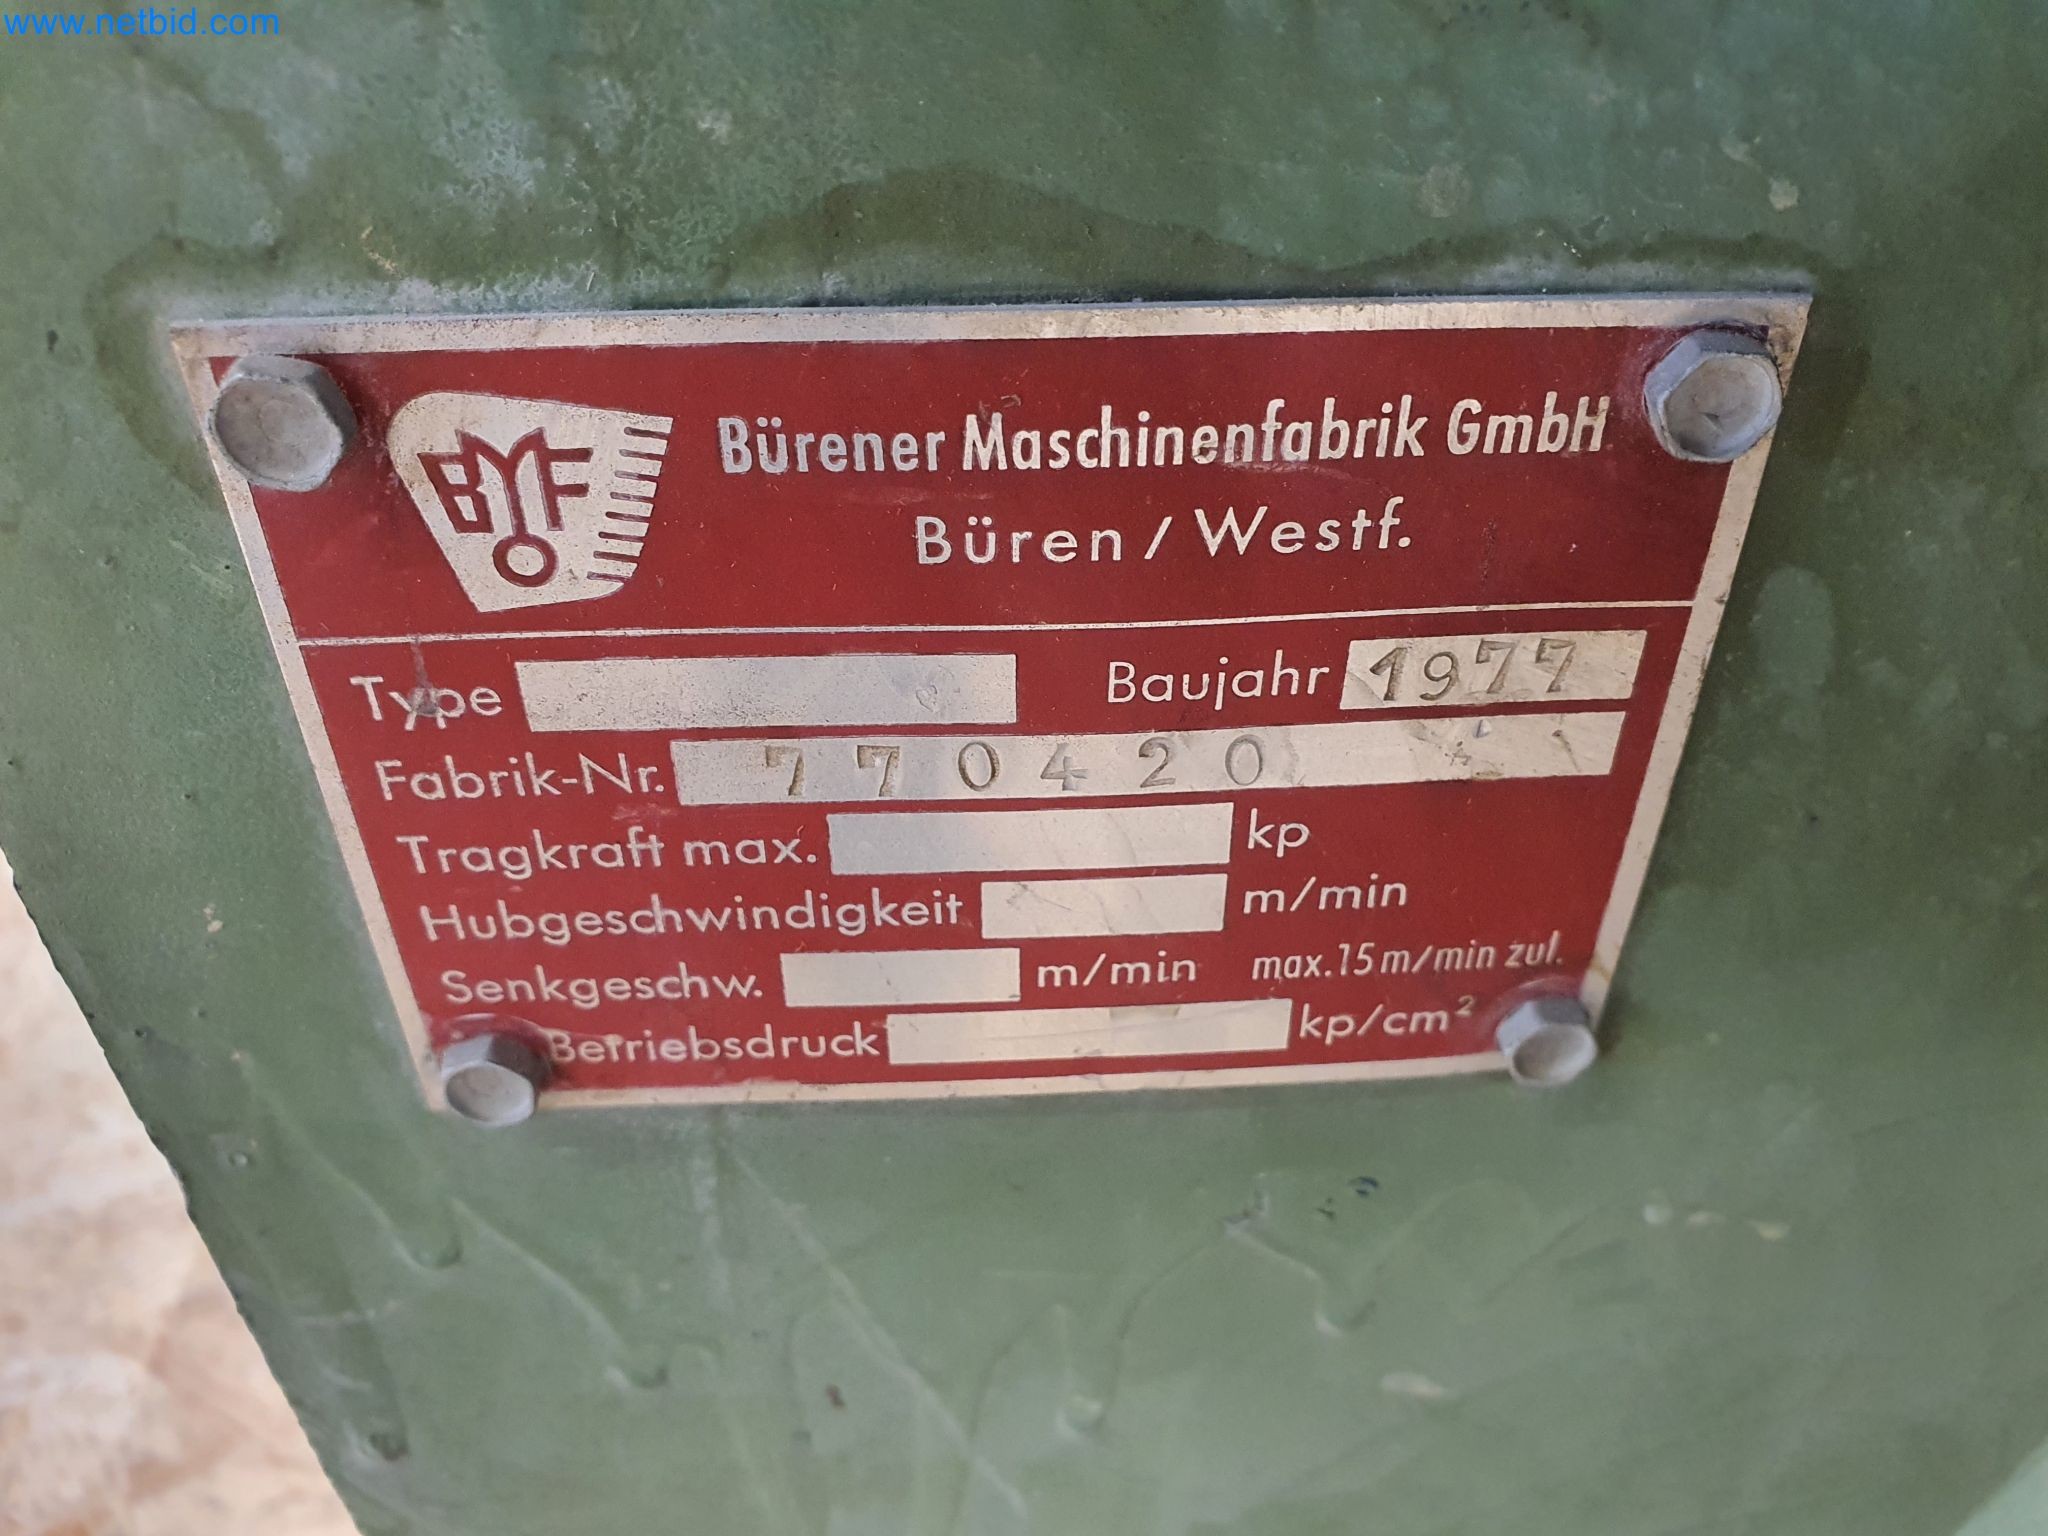 www.netbid.com
BMF
Bürener Maschinenfabrik GmbH
Büren / Westf.
Type Baujahr 1977
Fabrik-Nr. 770420
Tragkraft max. kp
Hubgeschwindigkeit m/min
Senkgeschw. m/min max. 15 m/min zul.
Betriebsdruck kp/cm²